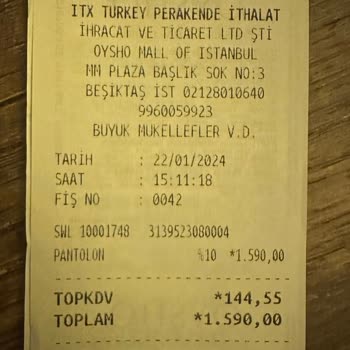 ITX TURKEY PERAKENDE İTHALAT
İHRACAT VE TİCARET LTD ŞTİ
OYSHO MALL OF ISTANBUL
MM PLAZA BAŞLIK SOK NO:3
BEŞİKTAŞ İST 02128010640
9960059923
BUYUK MUKELLEFLER V.D.
TARİH : 22/01/2024
SAAT : 15:11:18
FİŞ NO : 0042
SWL 10001748 3139523080004
PANTOLON %10 *1.590,00
TOPKDV *144,55
TOPLAM *1.590,00